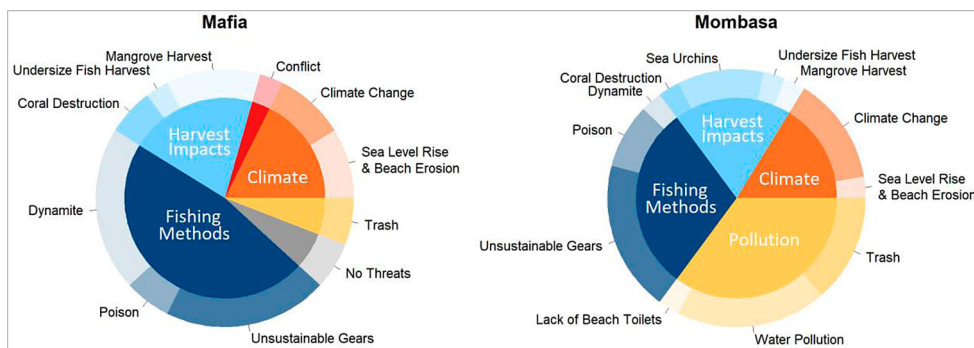 Mafia
Mangrove Harvest
Undersize Fish Harvest
Coral Destruction
Conflict
Climate Change
Harvest
Impacts
Sea Level Rise
& Beach Erosion
Climate
Dynamite
Fishing
Methods
Trash
No Threats
Poison
Unsustainable Gears
Mombasa
Sea Urchins
Undersize Fish Harvest
Mangrove Harvest
Coral Destruction
Dynamite
Climate Change
Poison
Harvest
Impacts
Climate
Sea Level Rise
& Beach Erosion
Fishing
Methods
Unsustainable Gears
Pollution
Trash
Lack of Beach Toilets
Water Pollution